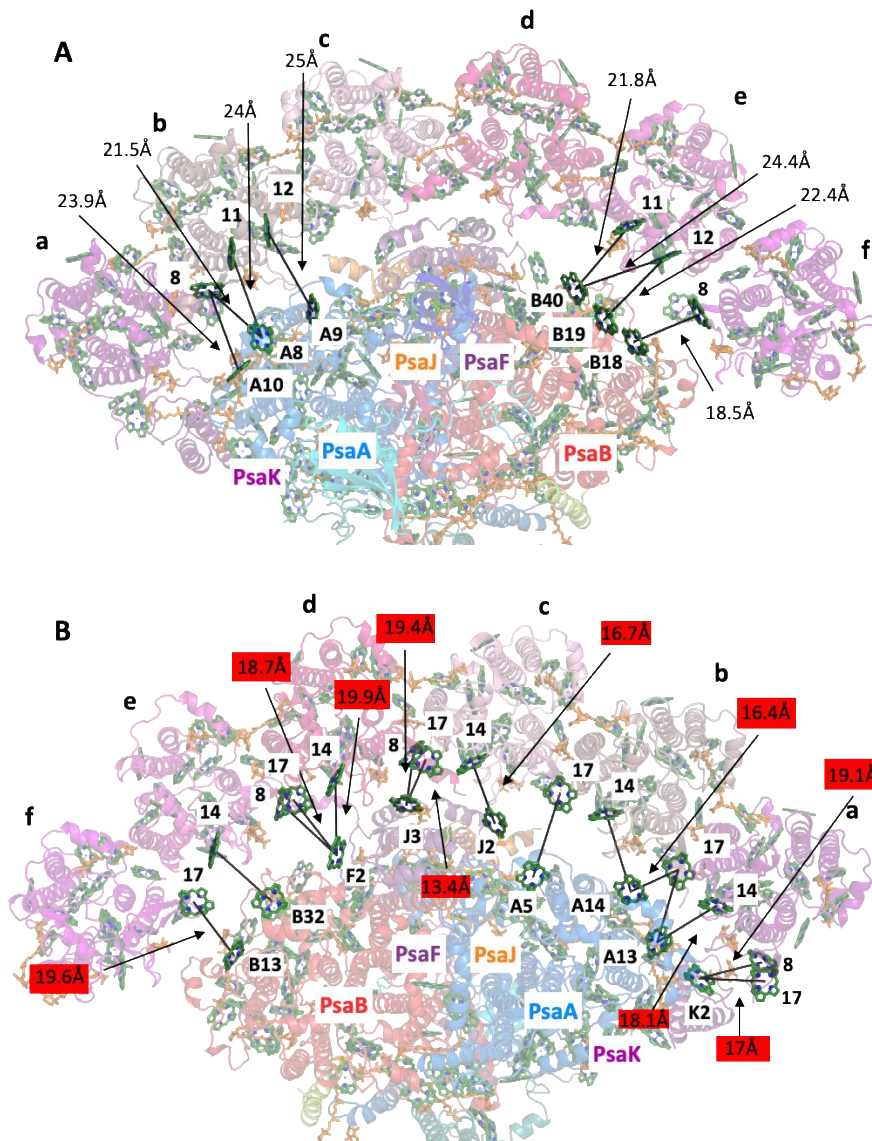 A
d
c
25Å
21.8Å
e
b
24Å
21.5Å
24.4Å
12
11
11
23.9Å
22.4Å
a
12
f
8
8
B40
A9
B19
A8
PsaJ
PsaF
B18
A10
18.5Å
PsaA
PsaB
PsaK
B
d
c
19.4Å
16.7Å
18.7Å
b
19.9Å
16.4Å
e
17
14
8
14
17
17
19.1Å
8
14
f
14
a
J3
J2
17
17
14
F2
13.4Å
A5
A14
B32
PsaF
PsaJ
A13
B13
8
19.6Å
K2
17
PsaB
PsaA
18.1Å
17Å
PsaK